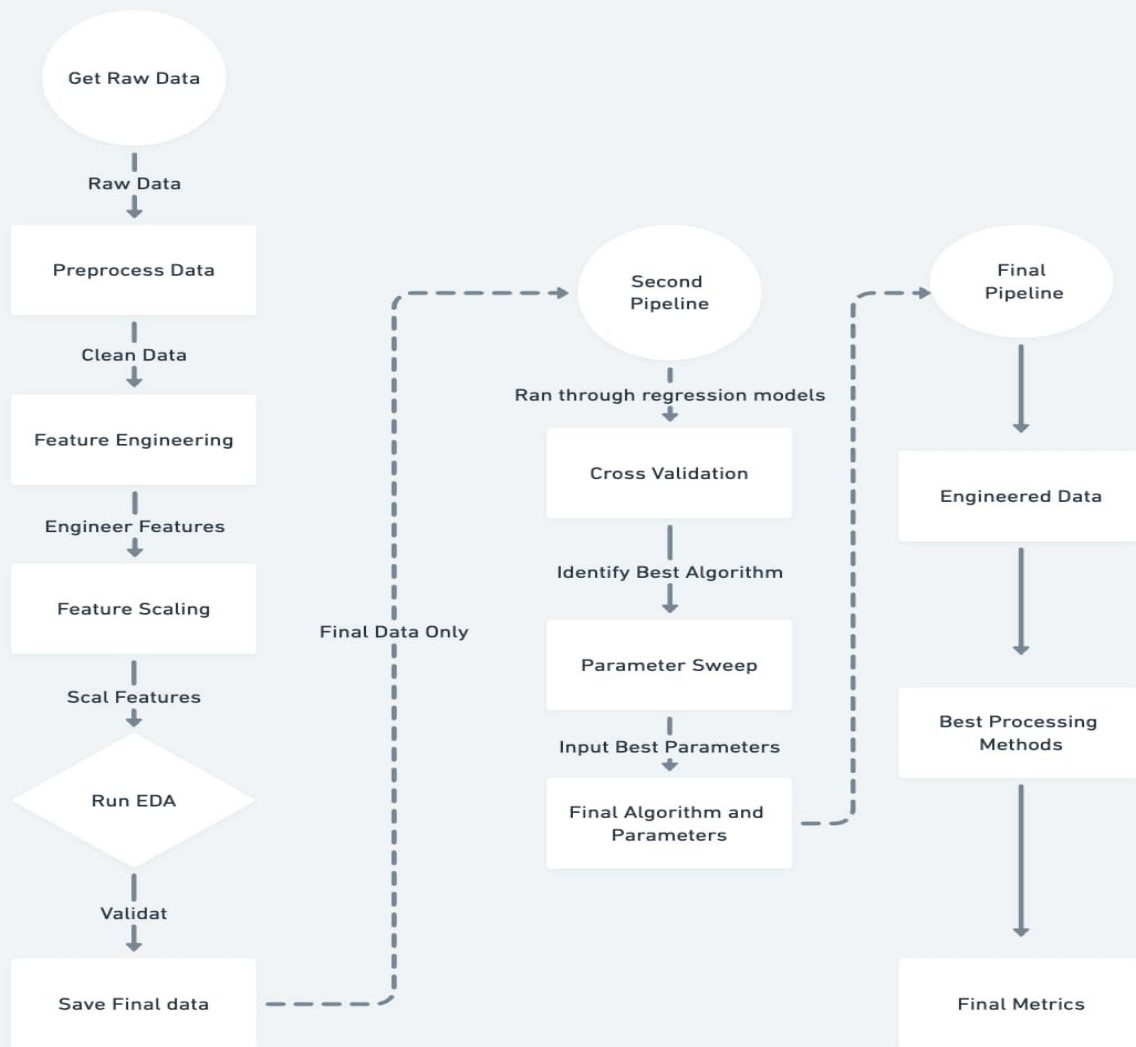 Get Raw Data
Raw Data
Preprocess Data
Clean Data
Feature Engineering
Engineer Features
Feature Scaling
Scal Features
Run EDA
Validat
Save Final data
Final Data Only
Second
Pipeline
Ran through regression models
Cross Validation
Identify Best Algorithm
Parameter Sweep
Input Best Parameters
Final Algorithm and
Parameters
Final
Pipeline
Engineered Data
Best Processing
Methods
Final Metrics